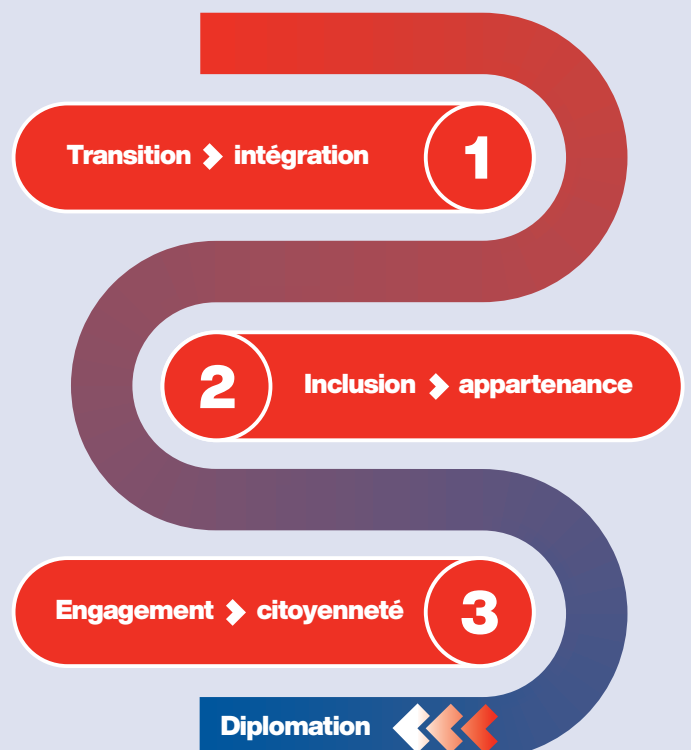 Transition > intégration
1
2
Inclusion > appartenance
Engagement > citoyenneté
3
Diplomation